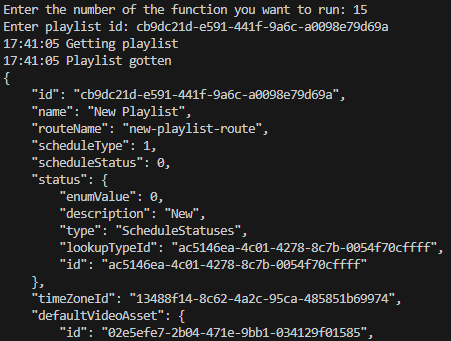 Enter the number of the function you want to run: 15
Enter playlist id: cb9dc21d-e591-441f-9a6c-a0098e79d69a
17:41:05 Getting playlist
17:41:05 Playlist gotten
{
    "id": "cb9dc21d-e591-441f-9a6c-a0098e79d69a",
    "name": "New Playlist",
    "routeName": "new-playlist-route",
    "scheduleType": 1,
    "scheduleStatus": 0,
    "status": {
        "enumValue": 0,
        "description": "New",
        "type": "ScheduleStatuses",
        "lookupTypeId": "ac5146ea-4c01-4278-8c7b-0054f70cffff",
        "id": "ac5146ea-4c01-4278-8c7b-0054f70cffff"
    },
    "timeZoneId": "13488f14-8c62-4a2c-95ca-485851b69974",
    "defaultVideoAsset": {
        "id": "02e5efe7-2b04-471e-9bb1-034129f01585",